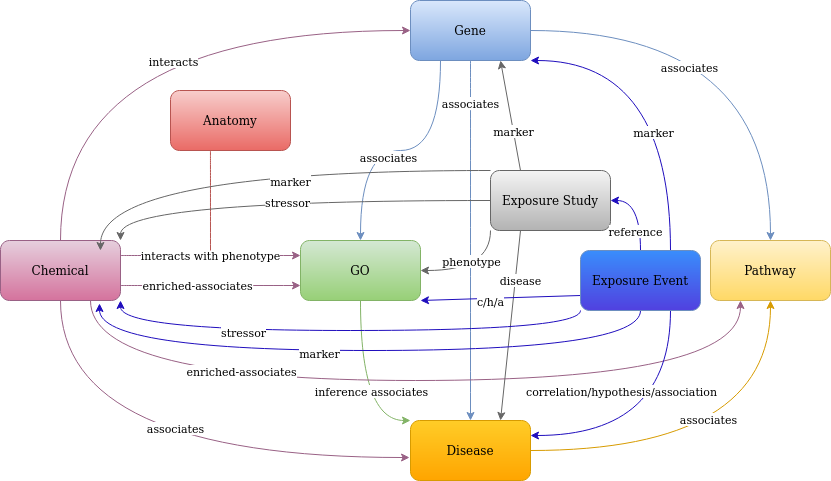 Gene
interacts
associates
associates
Anatomy
marker
marker
associates
marker
stressor
Exposure Study
reference
interacts with phenotype
phenotype
Chemical
GO
Exposure Event
Pathway
enriched-associates
disease
c/h/a
stressor
marker
enriched-associates
inference associates
correlation/hypothesis/association
associates
associates
Disease